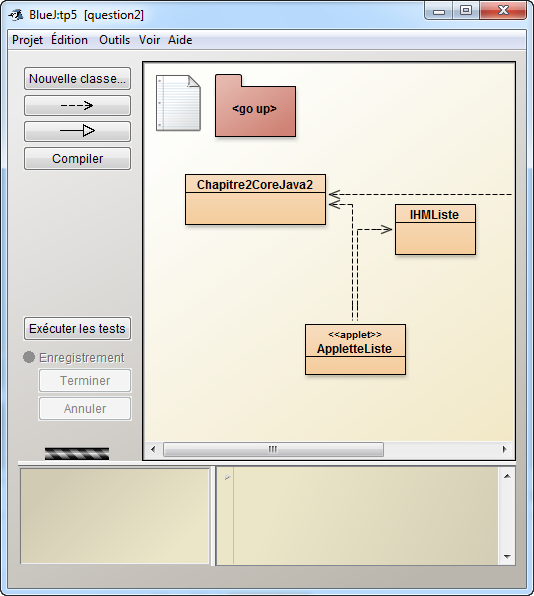 BlueJ:tp5 [question2]
Projet Édition Outils Voir Aide
Nouvelle classe...
<go up>
Compiler
Chapitre2CoreJava2
IHMListe
<<applet>>
AppletteListe
Exécuter les tests
Enregistrement
Terminer
Annuler